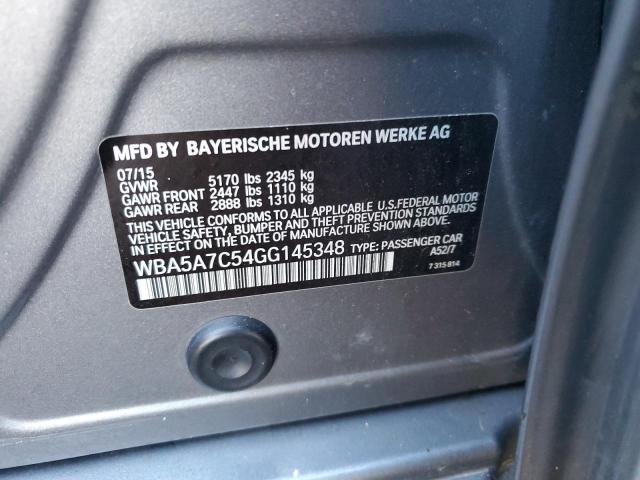 MFD BY BAYERISCHE MOTOREN WERKE AG
07/15
GVWR 5170 lbs 2345 kg
GAWR FRONT 2447 lbs 1110 kg
GAWR REAR 2888 lbs 1310 kg
THIS VEHICLE CONFORMS TO ALL APPLICABLE U.S.FEDERAL MOTOR
VEHICLE SAFETY, BUMPER AND THEFT PREVENTION STANDARDS
IN EFFECT ON THE DATE OF MANUFACTURE SHOWN ABOVE.
WBA5A7C54GG145348 TYPE: PASSENGER CAR
A52/7
7 315 814